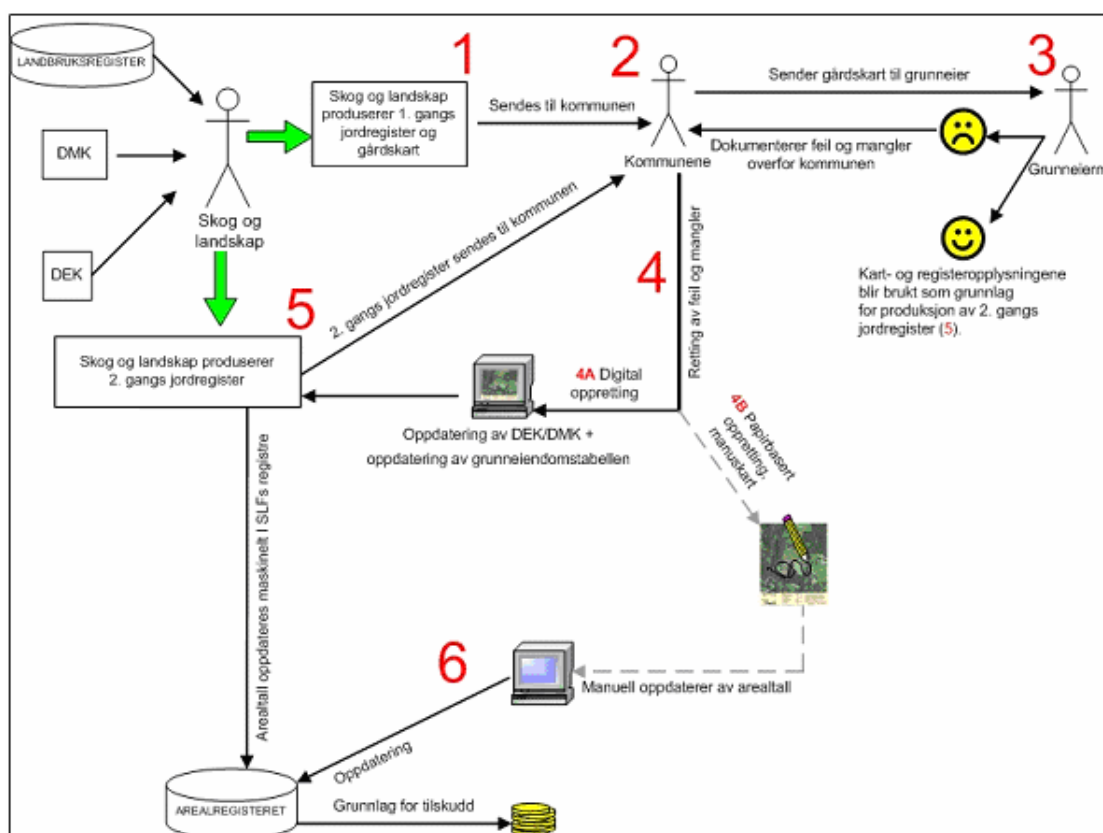 LANDBRUKSREGISTER
DMK
DEK
Skog og
landskap
1
Skog og landskap
produserer 1. gangs
jordregister og
gårdskart
Sendes til kommunen
2
Kommunene
Sender gårdskart til grunneier
3
Grunneiern
Dokumenterer feil og mangler
overfor kommunen
Kart- og registeropplysningene
blir brukt som grunnlag
for produksjon av 2. gangs
jordregister (5).
4
Retting av feil og mangler
2. gangs jordregister sendes til kommunen
5
Skog og landskap produserer
2. gangs jordregister
4A Digital
oppretting
Oppdatering av DEK/DMK +
oppdatering av grunneiendomstabellen
4B Papirbasert
oppretting,
manuskart
6
Manuell oppdaterer av arealtall
Oppdatering
Arealtall oppdateres maskinelt I SLFs registre
AREALREGISTERET
Grunnlag for tilskudd